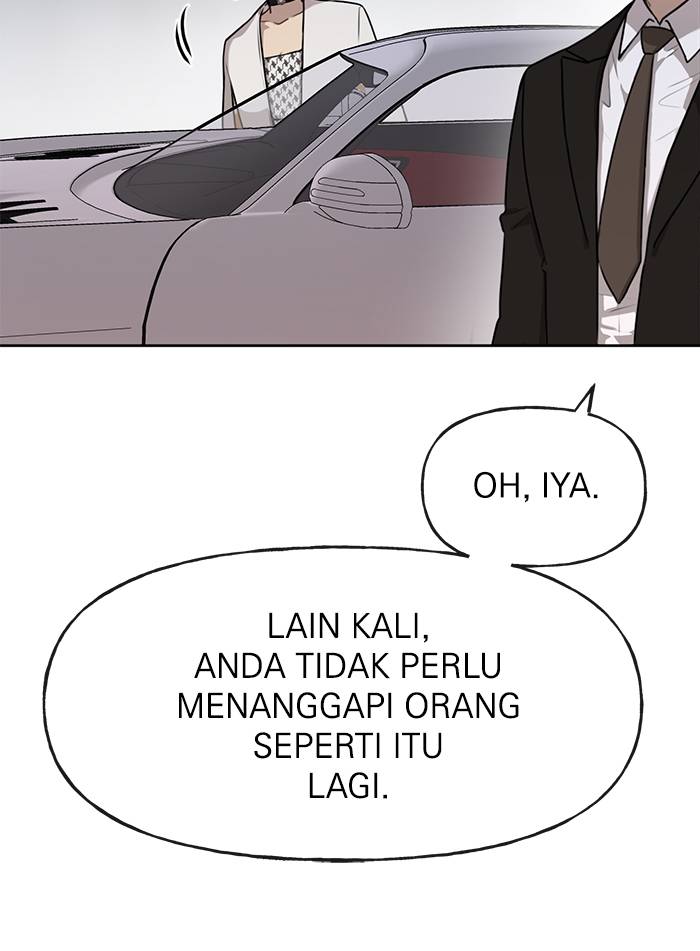 OH, IYA.
LAIN KALI,
ANDA TIDAK PERLU
MENANGGAPI ORANG
SEPERTI ITU
LAGI.